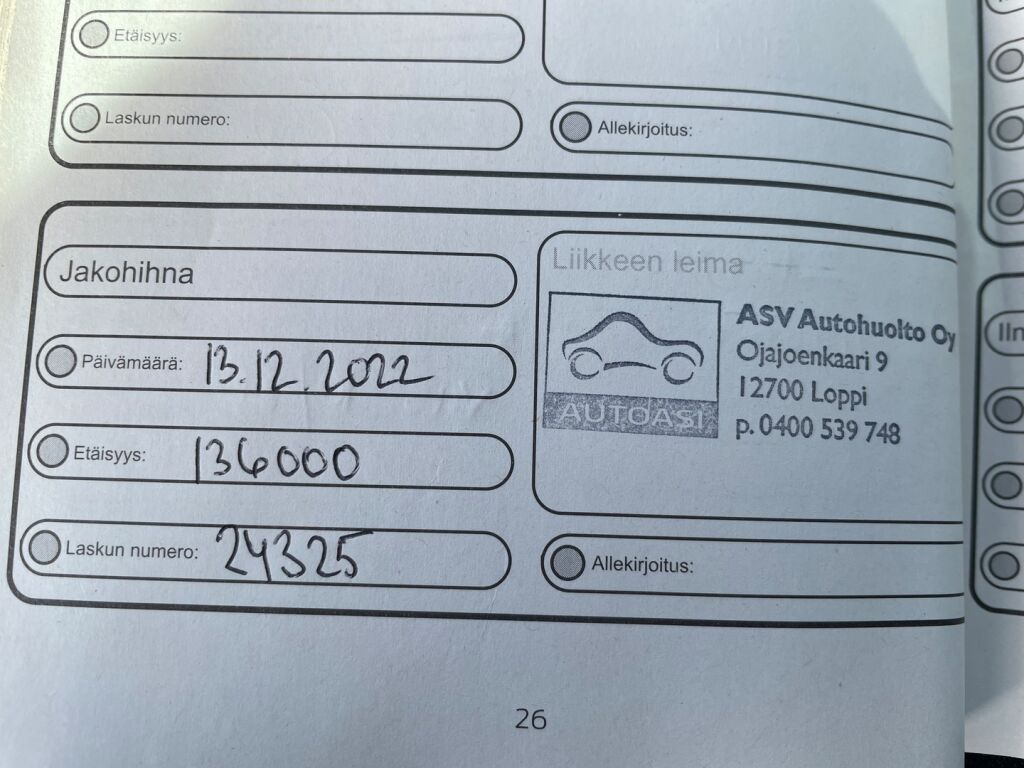 Etäisyys:
Laskun numero:
Allekirjoitus:
Jakohihna
Päivämäärä: 13.12.2022
Etäisyys: 136000
Laskun numero: 24325
Liikkeen leima
AUTOASI
ASV Autohuolto Oy
Ojajoenkaari 9
12700 Loppi
p. 0400 539 748
Allekirjoitus:
26